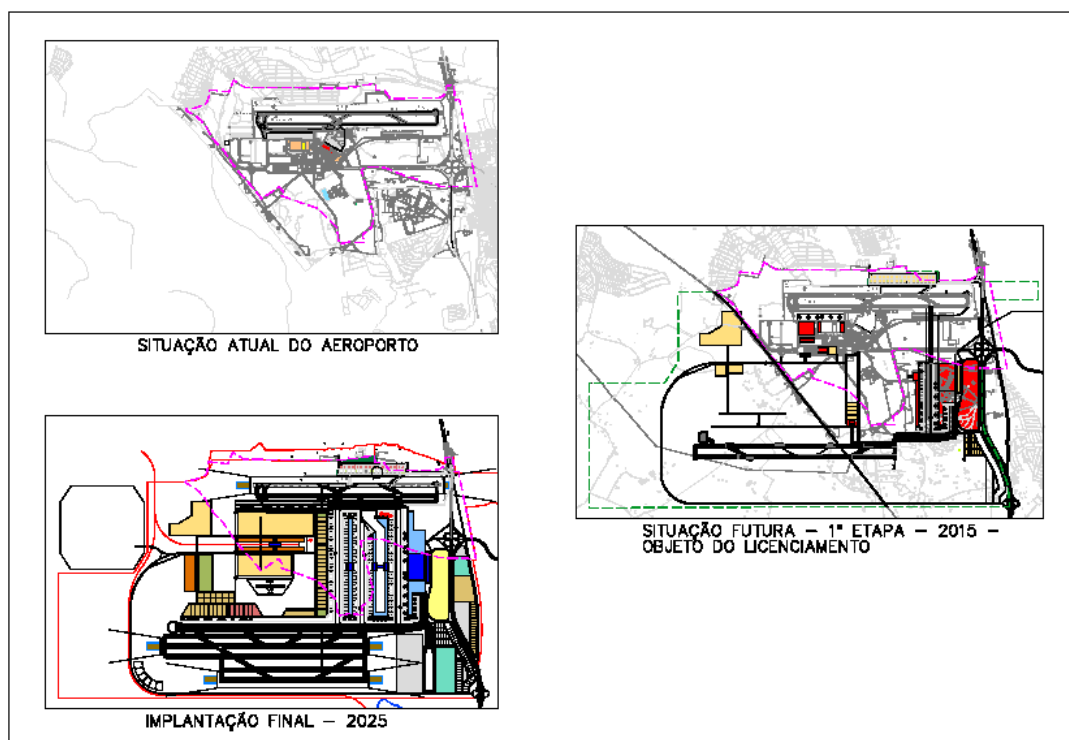 SITUAÇÃO ATUAL DO AEROPORTO
SITUAÇÃO FUTURA – 1ª ETAPA – 2015 –
OBJETO DO LICENCIAMENTO
IMPLANTAÇÃO FINAL – 2025